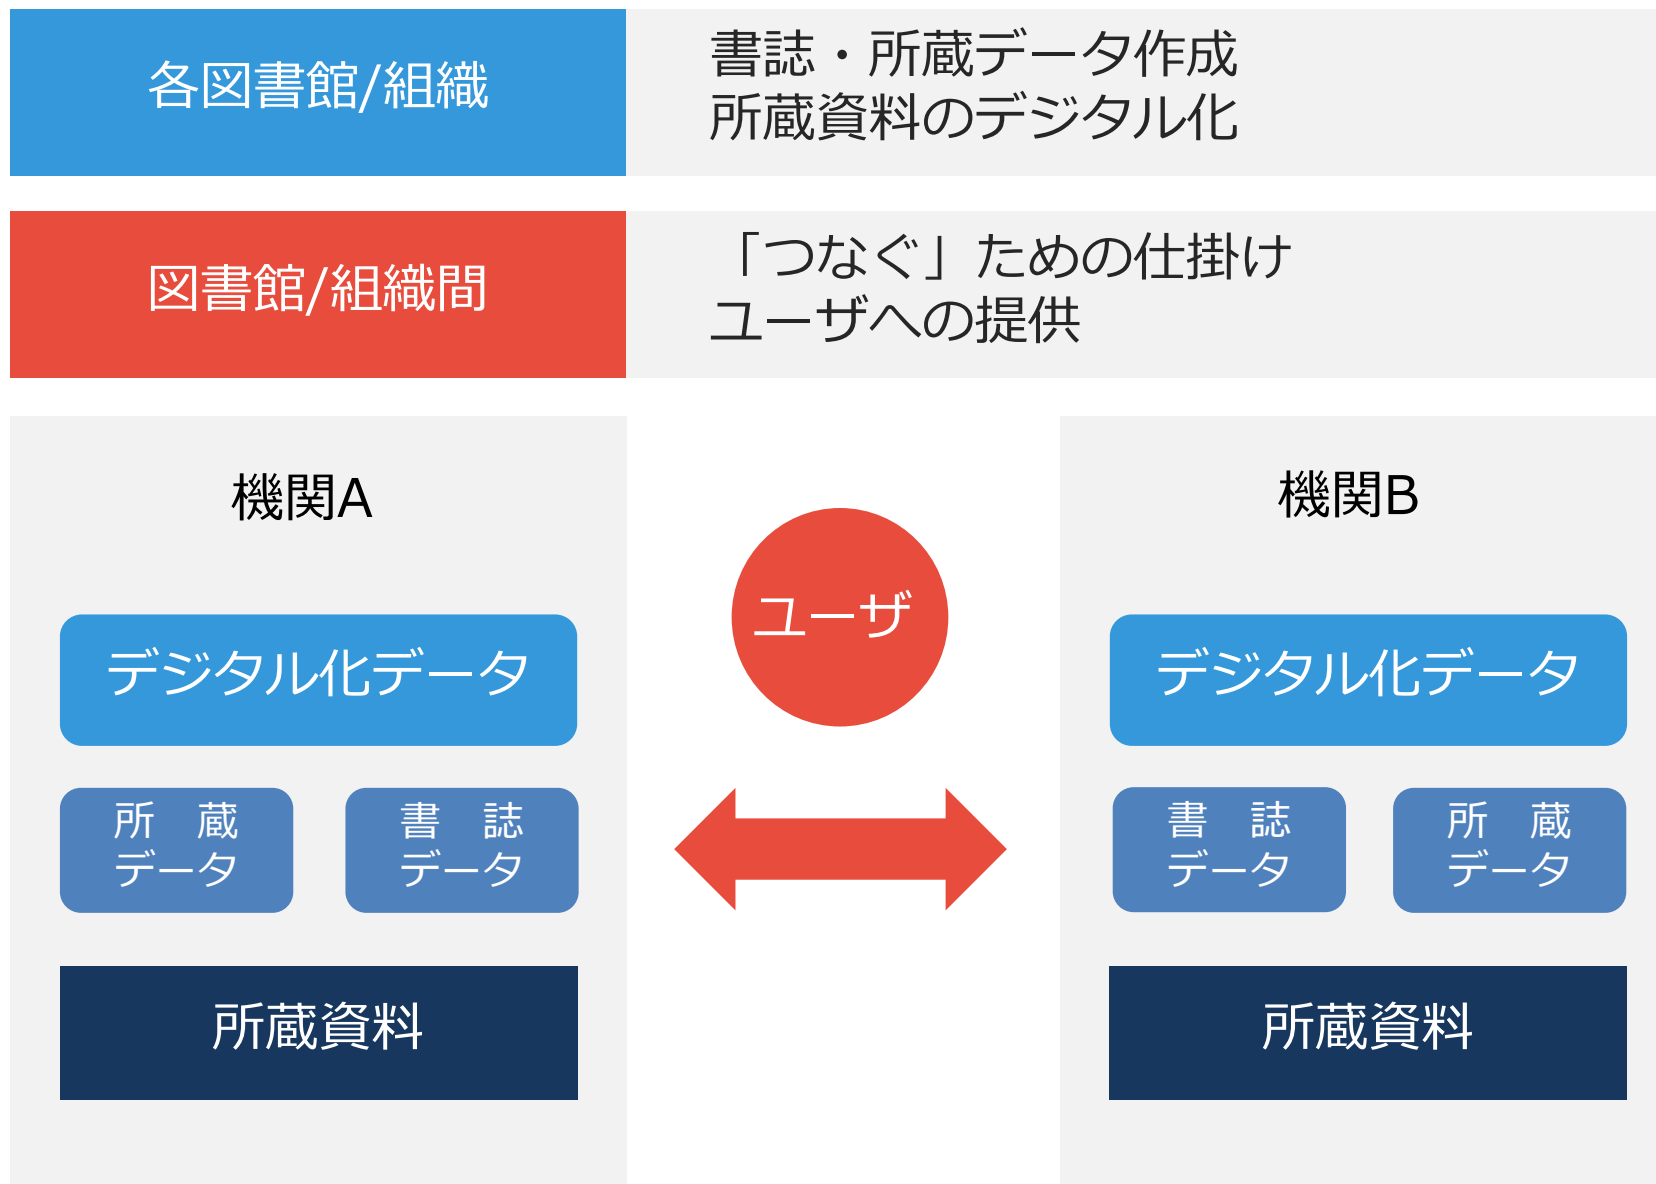 各図書館/組織
書誌・所蔵データ作成
所蔵資料のデジタル化
図書館/組織間
「つなぐ」ための仕掛け
ユーザへの提供
機関A
デジタル化データ
所　蔵
データ
書　誌
データ
所蔵資料
ユーザ
機関B
デジタル化データ
書　誌
データ
所　蔵
データ
所蔵資料